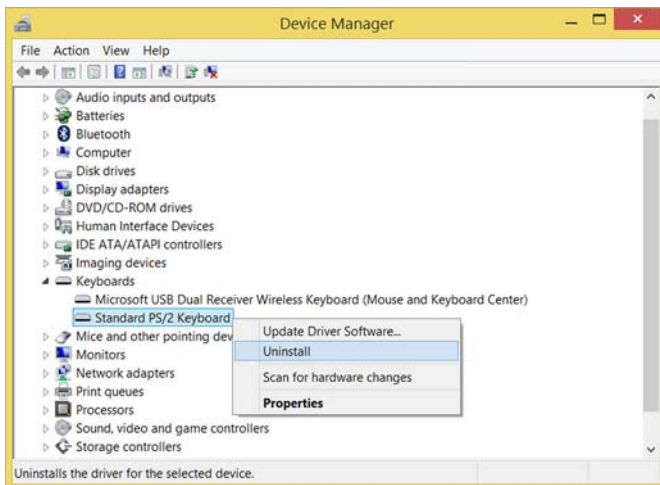 Device Manager
File Action View Help
Audio inputs and outputs
Batteries
Bluetooth
Computer
Disk drives
Display adapters
DVD/CD-ROM drives
Human Interface Devices
IDE ATA/ATAPI controllers
Imaging devices
Keyboards
Microsoft USB Dual Receiver Wireless Keyboard (Mouse and Keyboard Center)
Standard PS/2 Keyboard
Update Driver Software...
Mice and other pointing dev
Uninstall
Monitors
Network adapters
Scan for hardware changes
Print queues
Processors
Properties
Sound, video and game controllers
Storage controllers
Uninstalls the driver for the selected device.